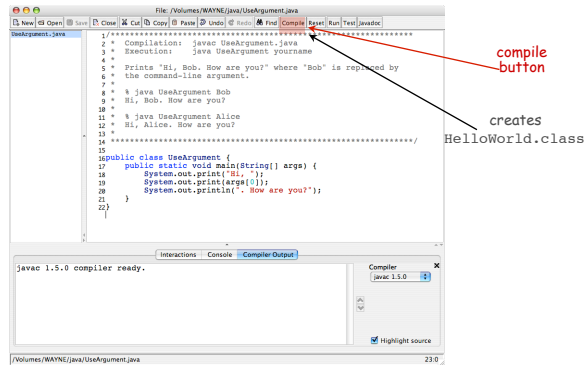 File: /Volumes/WAYNE/java/UseArgument.java
New Open Save Close Cut Copy Paste Undo Redo Find Compile Reset Run Test Javadoc
UseArgument.java
1/******************************************************
2 *  Compilation:  javac UseArgument.java
3 *  Execution:    java UseArgument yourname
4 *
5 *  Prints "Hi, Bob. How are you?" where "Bob" is replaced by
6 *  the command-line argument.
7 *
8 *  % java UseArgument Bob
9 *  Hi, Bob. How are you?
10 *
11 *  % java UseArgument Alice
12 *  Hi, Alice. How are you?
13 *
14 ******************************************************/
15
16public class UseArgument {
17    public static void main(String[] args) {
18        System.out.print("Hi, ");
19        System.out.print(args[0]);
20        System.out.println(". How are you?");
21    }
22}
compile
button
creates
HelloWorld.class
Interactions Console Compiler Output
javac 1.5.0 compiler ready.
Compiler
javac 1.5.0
Highlight source
/Volumes/WAYNE/java/UseArgument.java 23:0